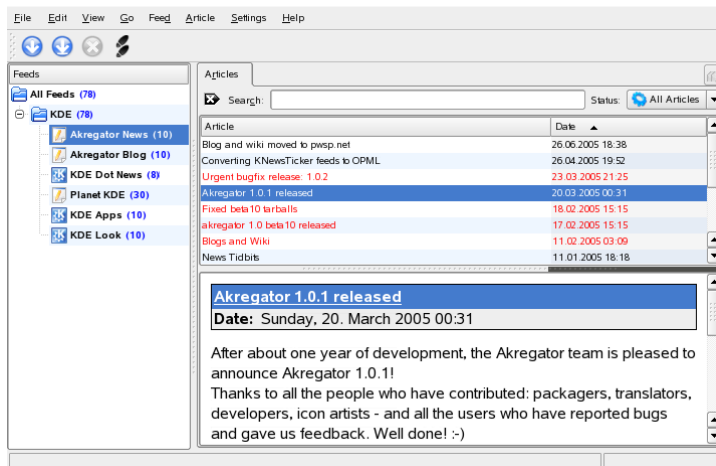 File Edit View Go Feed Article Settings Help
Feeds
All Feeds (78)
KDE (78)
Akregator News (10)
Akregator Blog (10)
KDE Dot News (8)
Planet KDE (30)
KDE Apps (10)
KDE Look (10)
Articles
Search: Status: All Articles
Article Date
Blog and wiki moved to pwsp.net 26.06.2005 18:38
Converting KNewsTicker feeds to OPML 26.04.2005 19:52
Urgent bugfix release: 1.0.2 23.03.2005 21:25
Akregator 1.0.1 released 20.03.2005 00:31
Fixed beta10 tarballs 18.02.2005 15:15
akregator 1.0 beta10 released 17.02.2005 15:15
Blogs and Wiki 11.02.2005 03:09
News Tidbits 11.01.2005 18:18
Akregator 1.0.1 released
Date: Sunday, 20. March 2005 00:31
After about one year of development, the Akregator team is pleased to
announce Akregator 1.0.1!
Thanks to all the people who have contributed: packagers, translators,
developers, icon artists - and all the users who have reported bugs
and gave us feedback. Well done! :-)